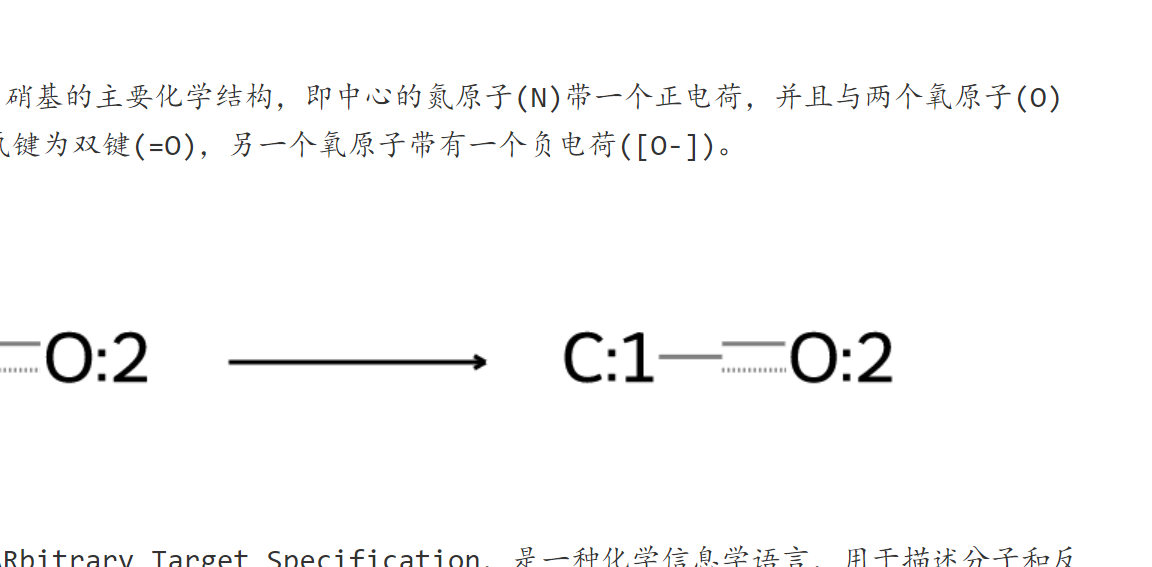 硝基的主要化学结构，即中心的氮原子(N)带一个正电荷，并且与两个氧原子(O)
键为双键(=O)，另一个氧原子带有一个负电荷([O-])。
O:2 C:1 O:2
ARbitrary Target Specification，是一种化学信息学语言，用于描述分子和反